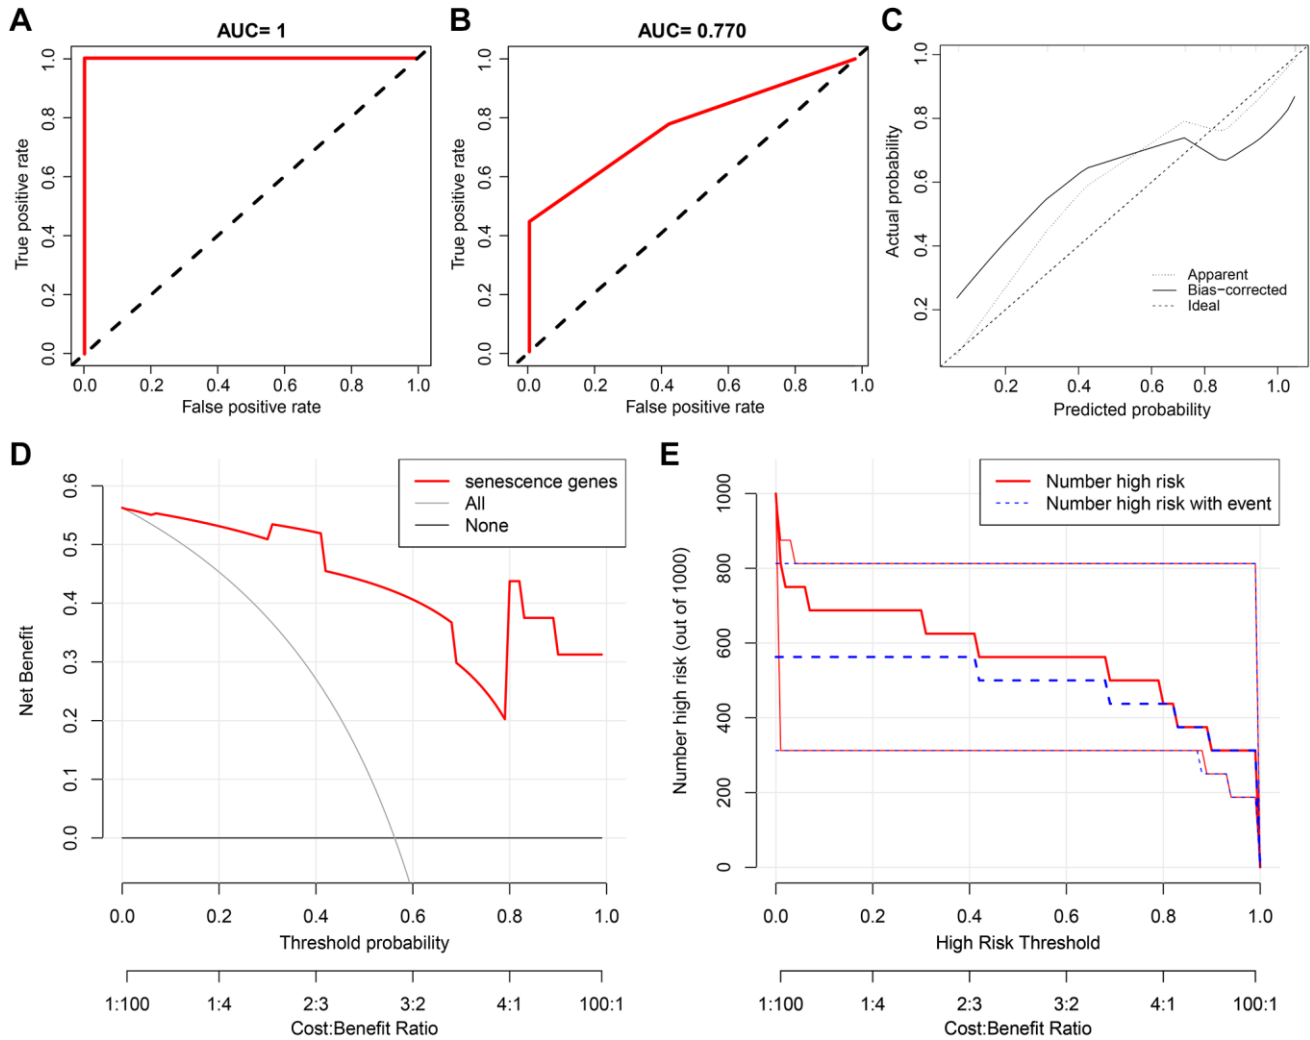 A
AUC= 1
True positive rate
0.0
0.2
0.4
0.6
0.8
1.0
0.0 0.2 0.4 0.6 0.8 1.0
False positive rate
B
AUC= 0.770
True positive rate
0.0
0.2
0.4
0.6
0.8
1.0
0.0 0.2 0.4 0.6 0.8 1.0
False positive rate
C
Actual probability
0.2
0.4
0.6
0.8
1.0
Apparent
Bias−corrected
Ideal
0.2 0.4 0.6 0.8 1.0
Predicted probability
D
senescence genes
All
None
Net Benefit
0.0
0.1
0.2
0.3
0.4
0.5
0.6
0.0 0.2 0.4 0.6 0.8 1.0
Threshold probability
1:100 1:4 2:3 3:2 4:1 100:1
Cost:Benefit Ratio
E
Number high risk
Number high risk with event
Number high risk (out of 1000)
0
200
400
600
800
1000
0.0 0.2 0.4 0.6 0.8 1.0
High Risk Threshold
1:100 1:4 2:3 3:2 4:1 100:1
Cost:Benefit Ratio